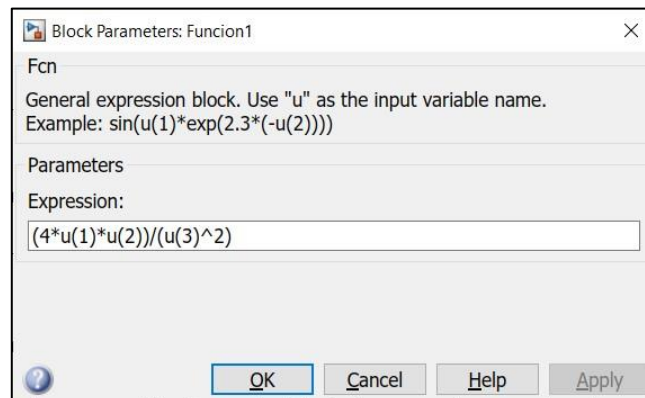 Block Parameters: Funcion1
Fcn
General expression block. Use "u" as the input variable name.
Example: sin(u(1)*exp(2.3*(-u(2))))
Parameters
Expression:
(4*u(1)*u(2))/(u(3)^2)
OK Cancel Help Apply